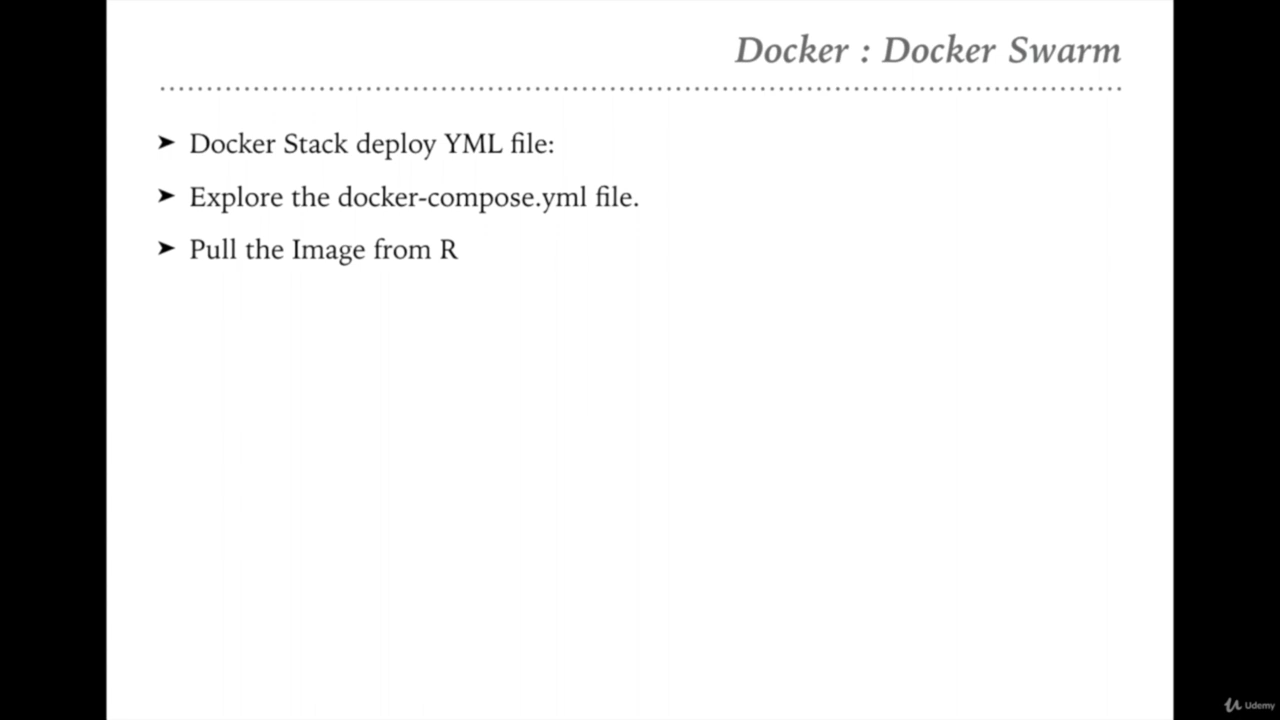 Docker : Docker Swarm
➤ Docker Stack deploy YML file:
➤ Explore the docker-compose.yml file.
➤ Pull the Image from R
Udemy